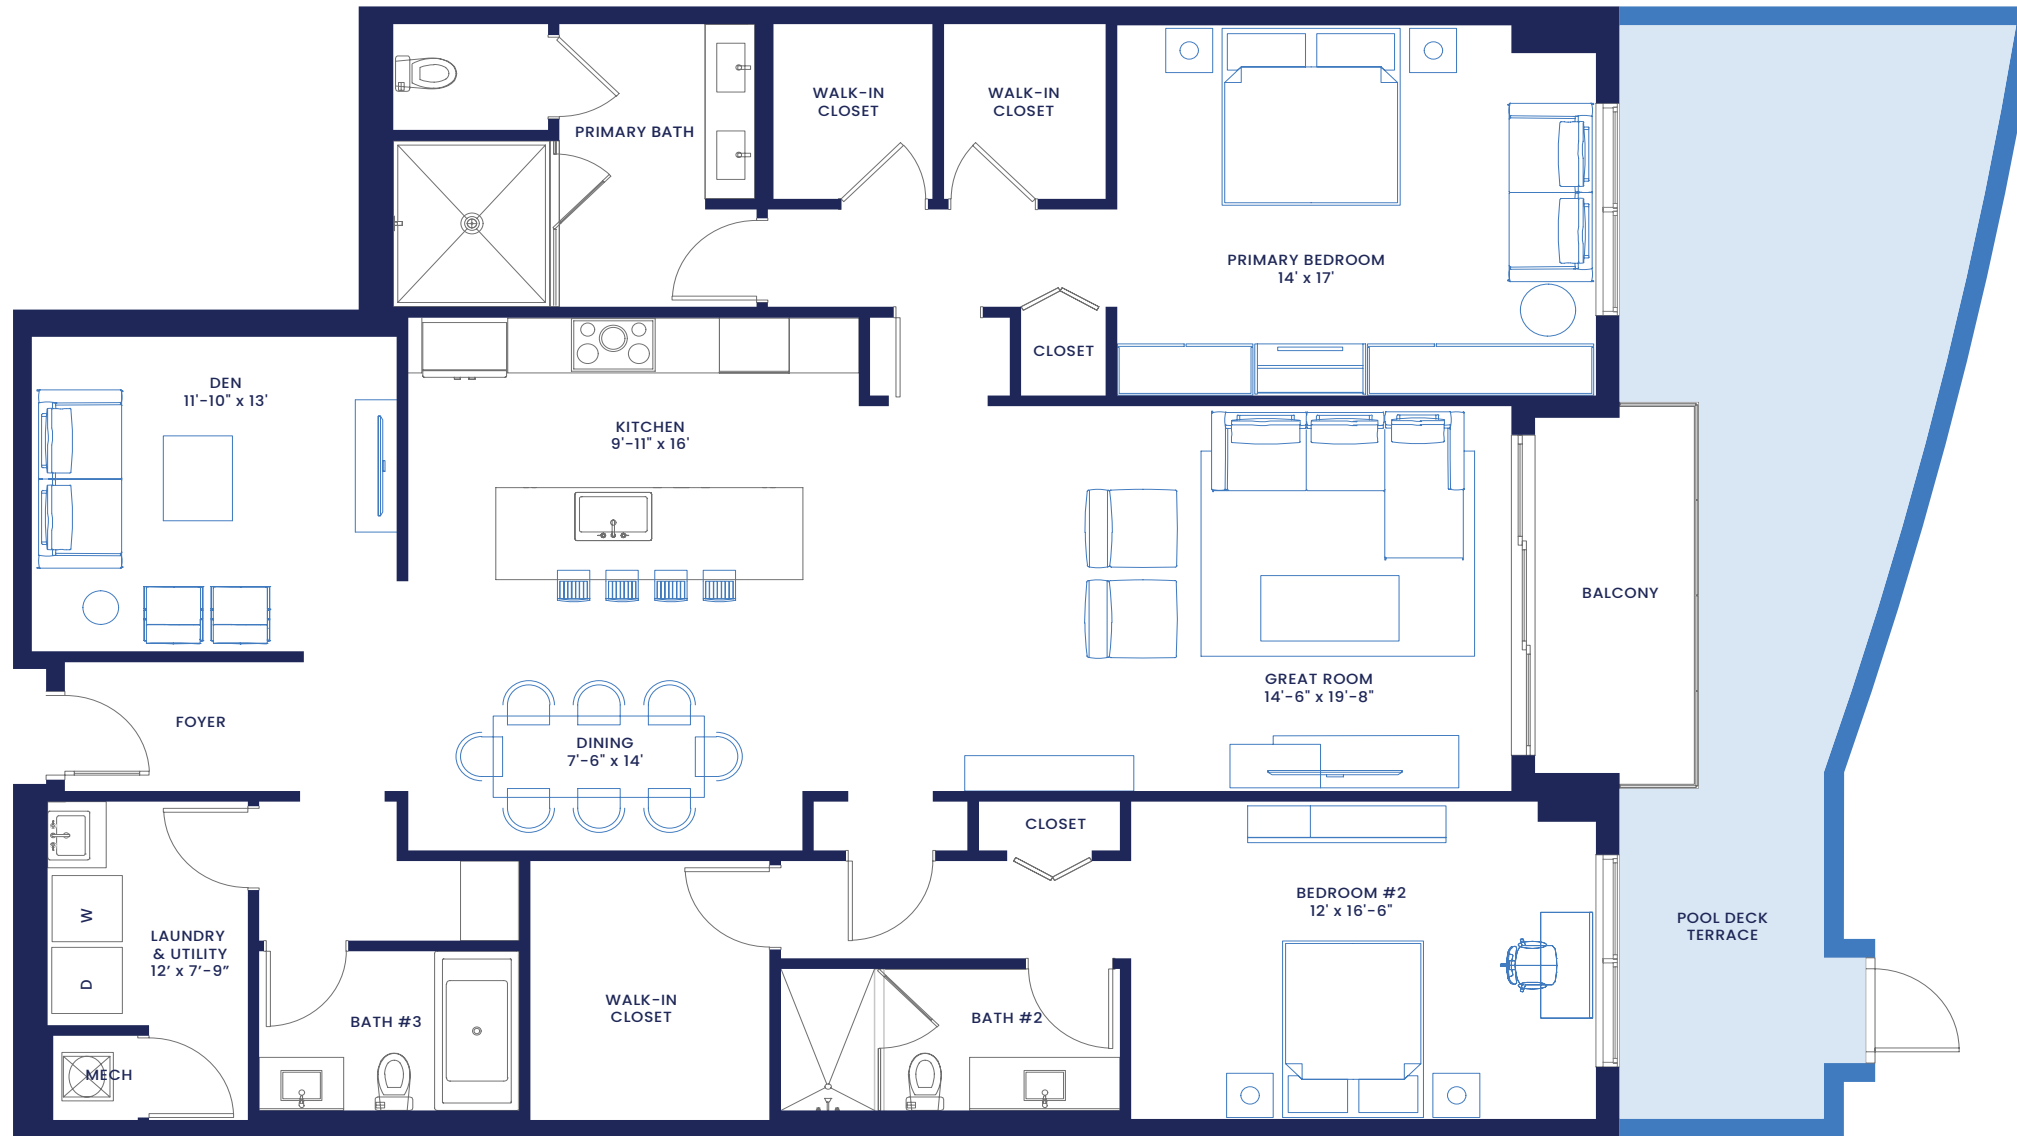 PRIMARY BATH
WALK-IN
CLOSET
WALK-IN
CLOSET
PRIMARY BEDROOM
14' x 17'
CLOSET
DEN
11'-10" x 13'
KITCHEN
9'-11" x 16'
BALCONY
GREAT ROOM
14'-6" x 19'-8"
FOYER
DINING
7'-6" x 14'
CLOSET
BEDROOM #2
12' x 16'-6"
POOL DECK
TERRACE
W
D
LAUNDRY
& UTILITY
12’ x 7’-9”
WALK-IN
CLOSET
BATH #3
BATH #2
MECH